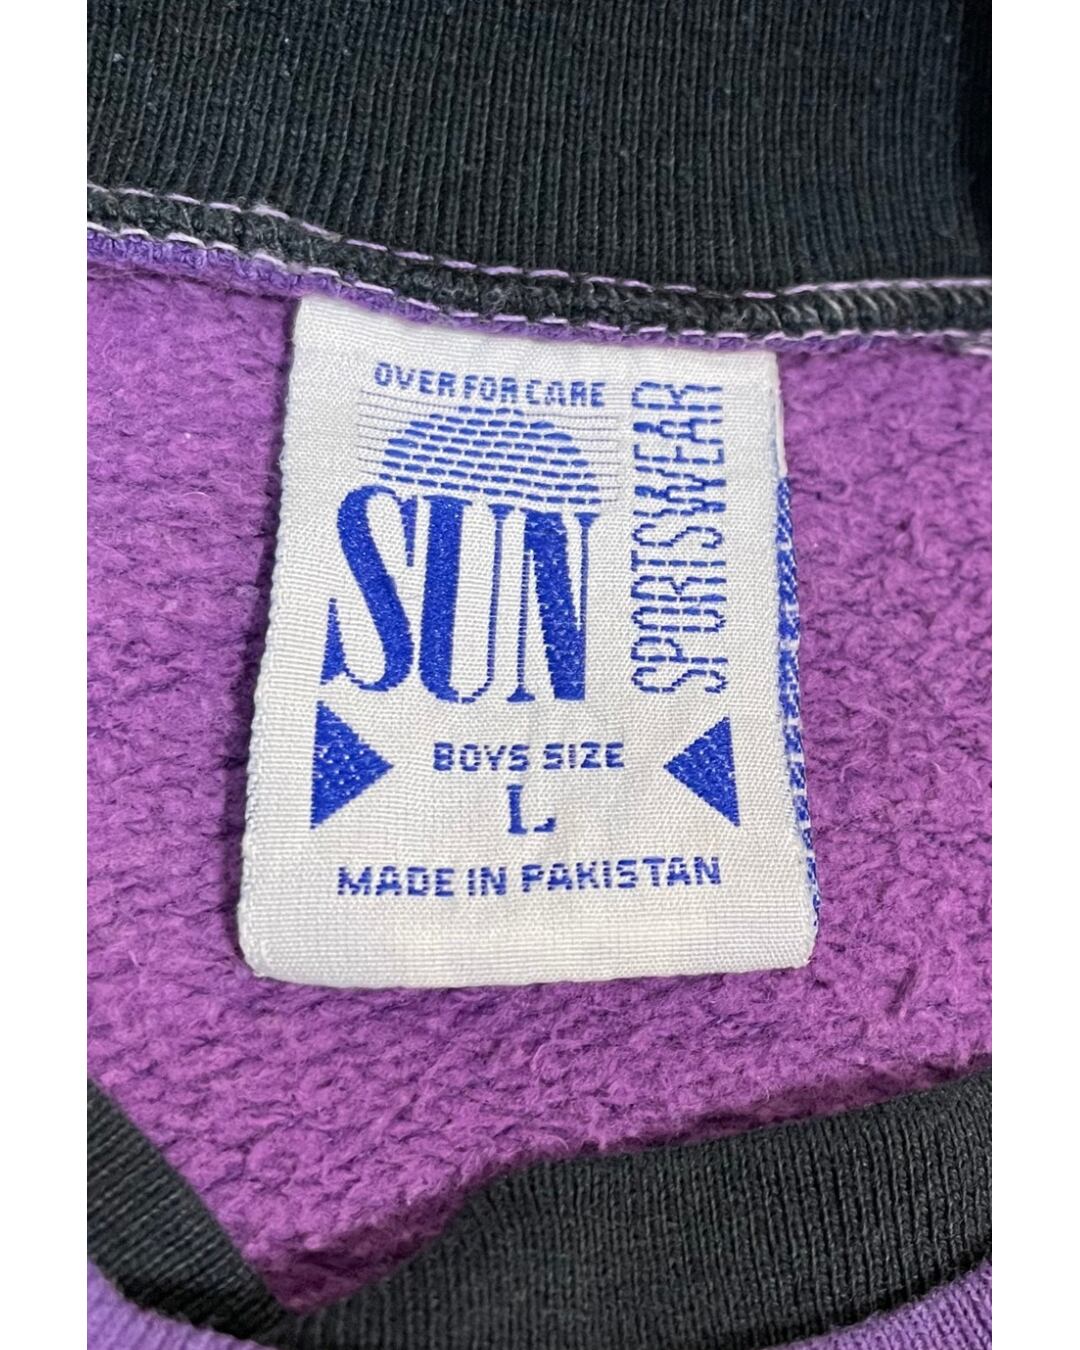 OVER FOR CARE
SUN
SPORTSWEAR
BOYS SIZE
L
MADE IN PAKISTAN